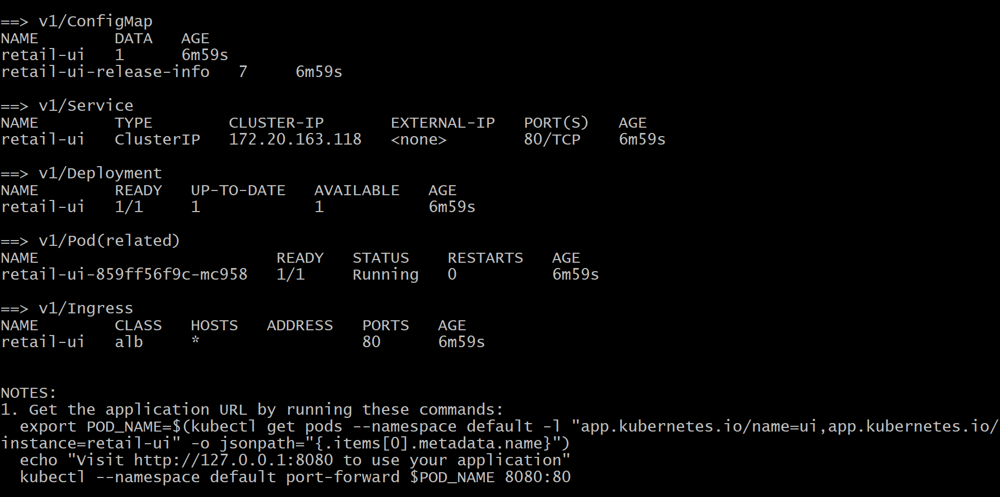 ==> v1/ConfigMap
NAME        DATA   AGE
retail-ui   1      6m59s
retail-ui-release-info   7     6m59s

==> v1/Service
NAME        TYPE        CLUSTER-IP       EXTERNAL-IP   PORT(S)   AGE
retail-ui   ClusterIP   172.20.163.118   <none>        80/TCP    6m59s

==> v1/Deployment
NAME        READY   UP-TO-DATE   AVAILABLE   AGE
retail-ui   1/1     1            1           6m59s

==> v1/Pod(related)
NAME                         READY   STATUS    RESTARTS   AGE
retail-ui-859ff56f9c-mc958   1/1     Running   0          6m59s

==> v1/Ingress
NAME        CLASS   HOSTS   ADDRESS   PORTS   AGE
retail-ui   alb     *                 80      6m59s


NOTES:
1. Get the application URL by running these commands:
  export POD_NAME=$(kubectl get pods --namespace default -l "app.kubernetes.io/name=ui,app.kubernetes.io/
instance=retail-ui" -o jsonpath="{.items[0].metadata.name}")
  echo "Visit http://127.0.0.1:8080 to use your application"
  kubectl --namespace default port-forward $POD_NAME 8080:80